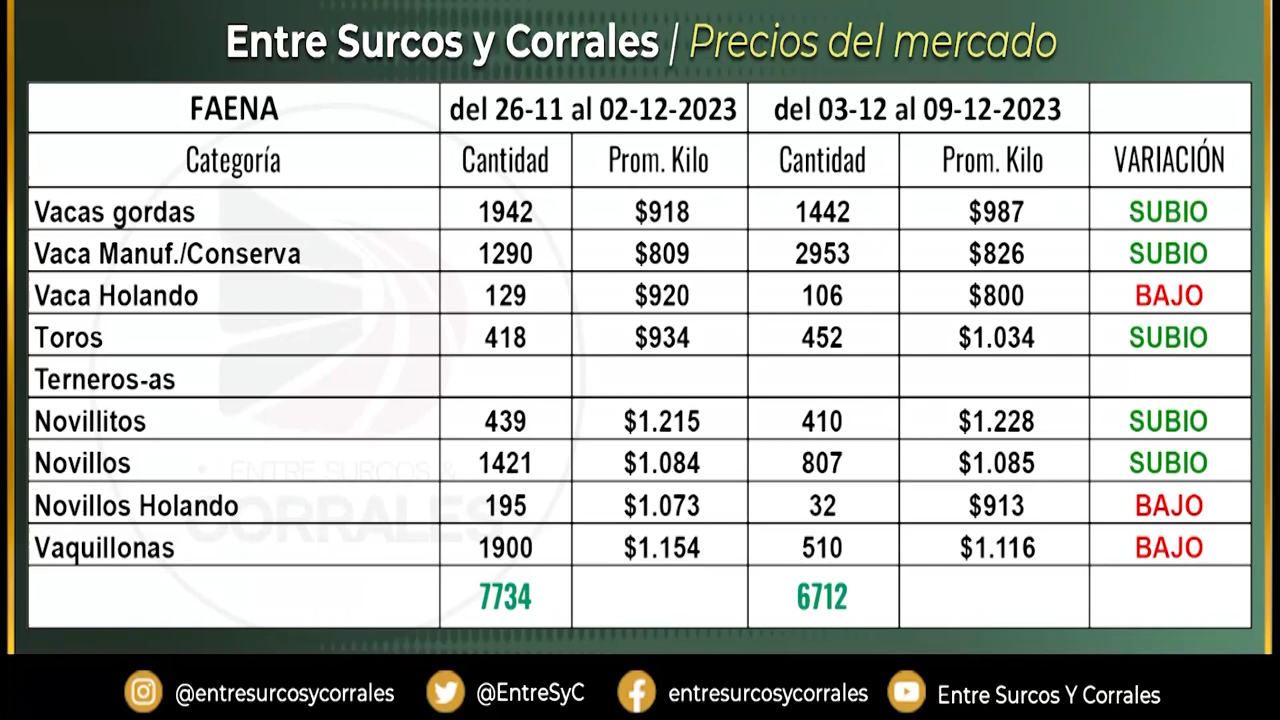 Entre Surcos y Corrales | Precios del mercado
FAENA del 26-11 al 02-12-2023 del 03-12 al 09-12-2023
Categoría Cantidad Prom. Kilo Cantidad Prom. Kilo VARIACIÓN
Vacas gordas 1942 $918 1442 $987 SUBIO
Vaca Manuf./Conserva 1290 $809 2953 $826 SUBIO
Vaca Holando 129 $920 106 $800 BAJO
Toros 418 $934 452 $1.034 SUBIO
Terneros-as
Novillitos 439 $1.215 410 $1.228 SUBIO
Novillos 1421 $1.084 807 $1.085 SUBIO
• ENTRE SURCOS &
Novillos Holando 195 $1.073 32 $913 BAJO
CORRALES
Vaquillonas 1900 $1.154 510 $1.116 BAJO
7734 6712
@entresurcosycorrales @EntreSyC entresurcosycorrales Entre Surcos Y Corrales